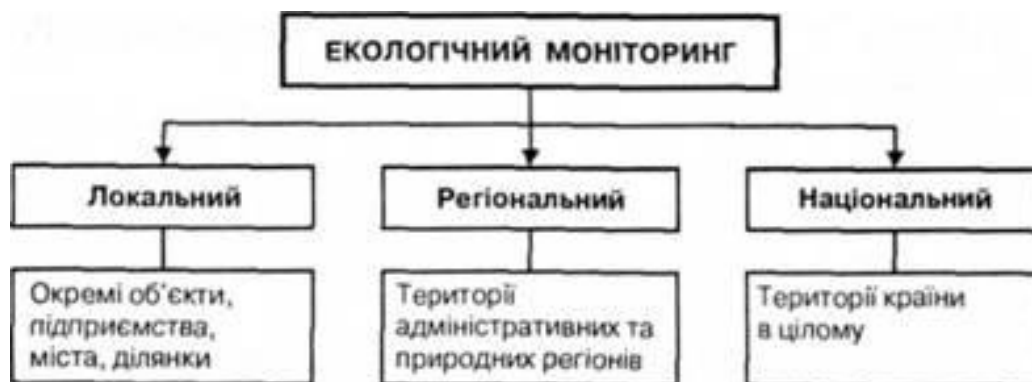 ЕКОЛОГІЧНИЙ МОНІТОРИНГ
Локальний
Регіональний
Національний
Окремі об'єкти,
підприємства,
міста, ділянки
Території
адміністративних та
природних регіонів
Території країни
в цілому